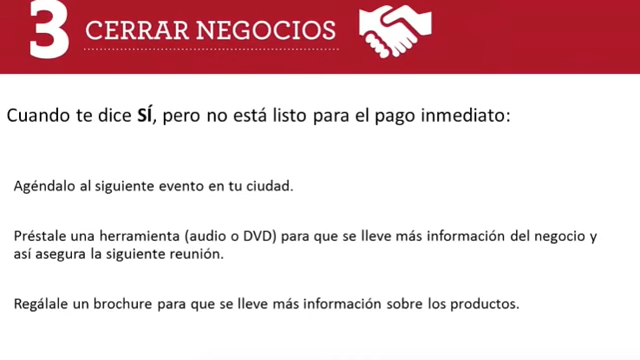 3 CERRAR NEGOCIOS
Cuando te dice SÍ, pero no está listo para el pago inmediato:
Agéndalo al siguiente evento en tu ciudad.
Préstale una herramienta (audio o DVD) para que se lleve más información del negocio y
así asegura la siguiente reunión.
Regálale un brochure para que se lleve más información sobre los productos.